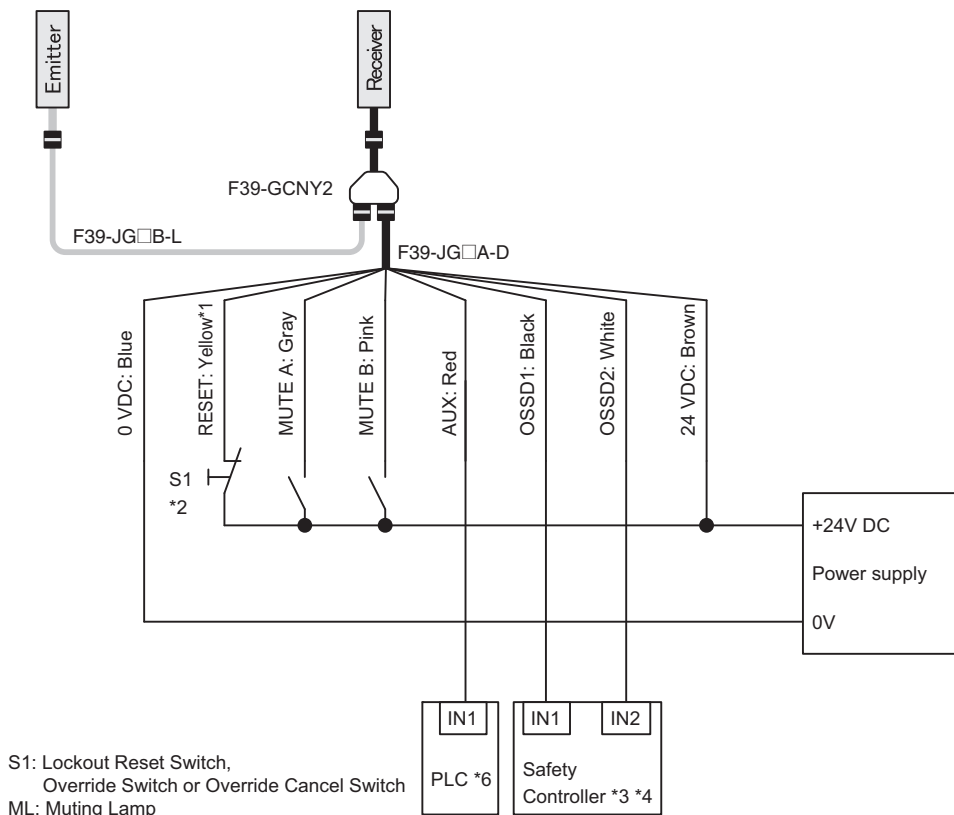 Emitter
Receiver
F39-GCNY2
F39-JG□B-L
F39-JG□A-D
0 VDC: Blue
RESET: Yellow*1
MUTE A: Gray
MUTE B: Pink
AUX: Red
OSSD1: Black
OSSD2: White
24 VDC: Brown
S1
*2
+24V DC
Power supply
0V
IN1
IN1
IN2
PLC *6
Safety
Controller *3 *4
S1: Lockout Reset Switch,
Override Switch or Override Cancel Switch
ML: Muting Lamp